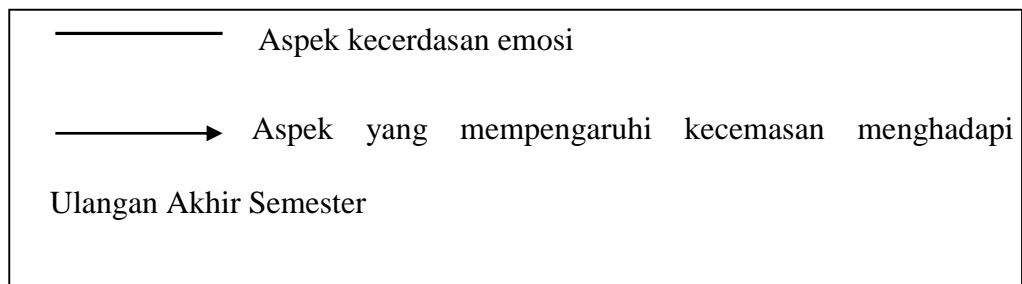 Aspek kecerdasan emosi
Aspek yang mempengaruhi kecemasan menghadapi
Ulangan Akhir Semester